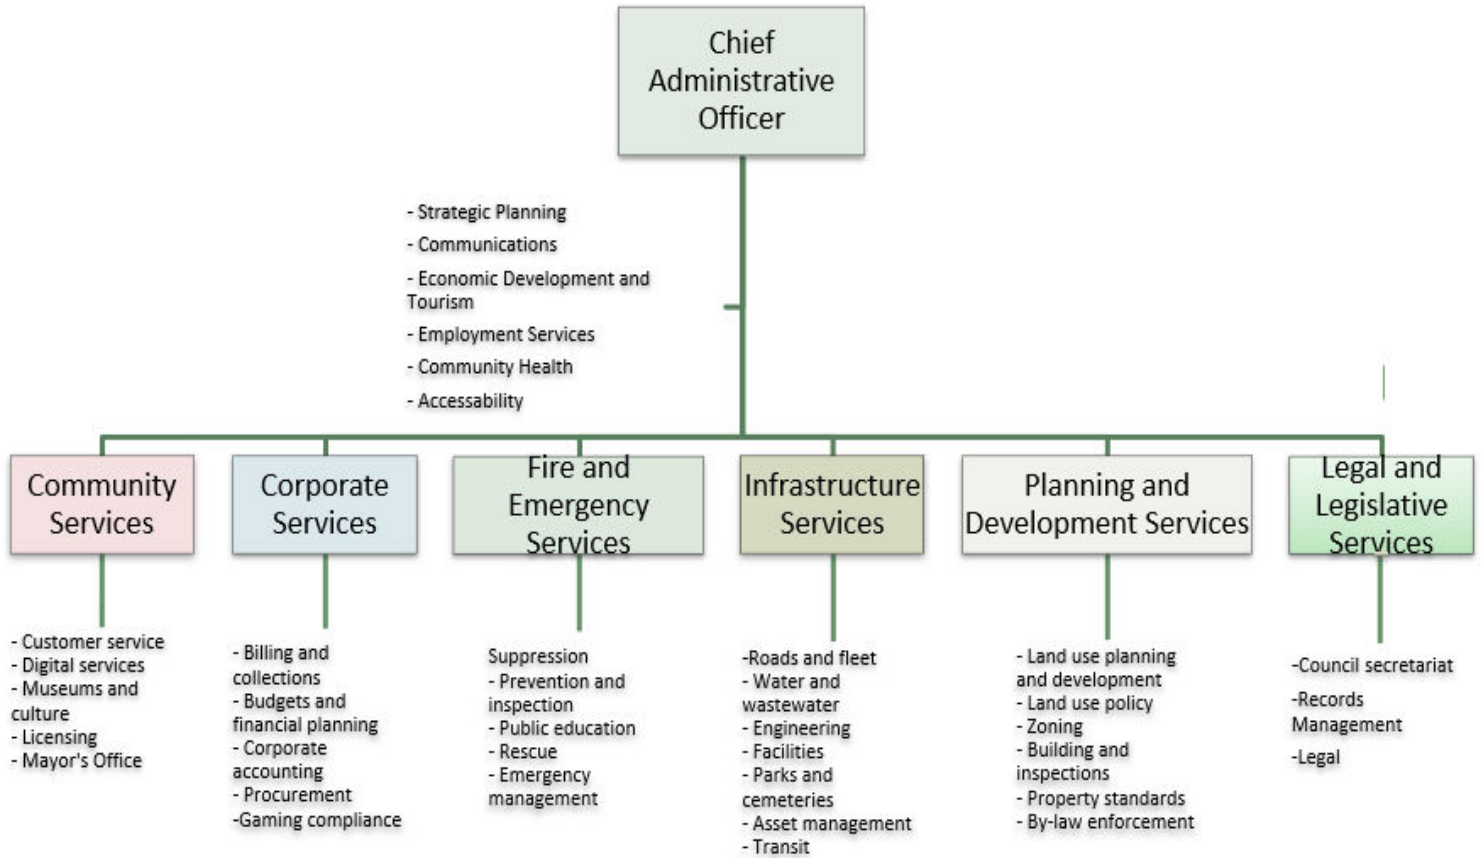 Chief
Administrative
Officer
- Strategic Planning
- Communications
- Economic Development and
Tourism
- Employment Services
- Community Health
- Accessability
Community
Services
- Customer service
- Digital services
- Museums and
culture
- Licensing
- Mayor's Office
Corporate
Services
- Billing and
collections
- Budgets and
financial planning
- Corporate
accounting
- Procurement
-Gaming compliance
Fire and
Emergency
Services
Suppression
- Prevention and
inspection
- Public education
- Rescue
- Emergency
management
Infrastructure
Services
-Roads and fleet
- Water and
wastewater
- Engineering
- Facilities
- Parks and
cemeteries
- Asset management
- Transit
Planning and
Development Services
- Land use planning
and development
- Land use policy
- Zoning
- Building and
inspections
- Property standards
- By-law enforcement
Legal and
Legislative
Services
-Council secretariat
-Records
Management
-Legal